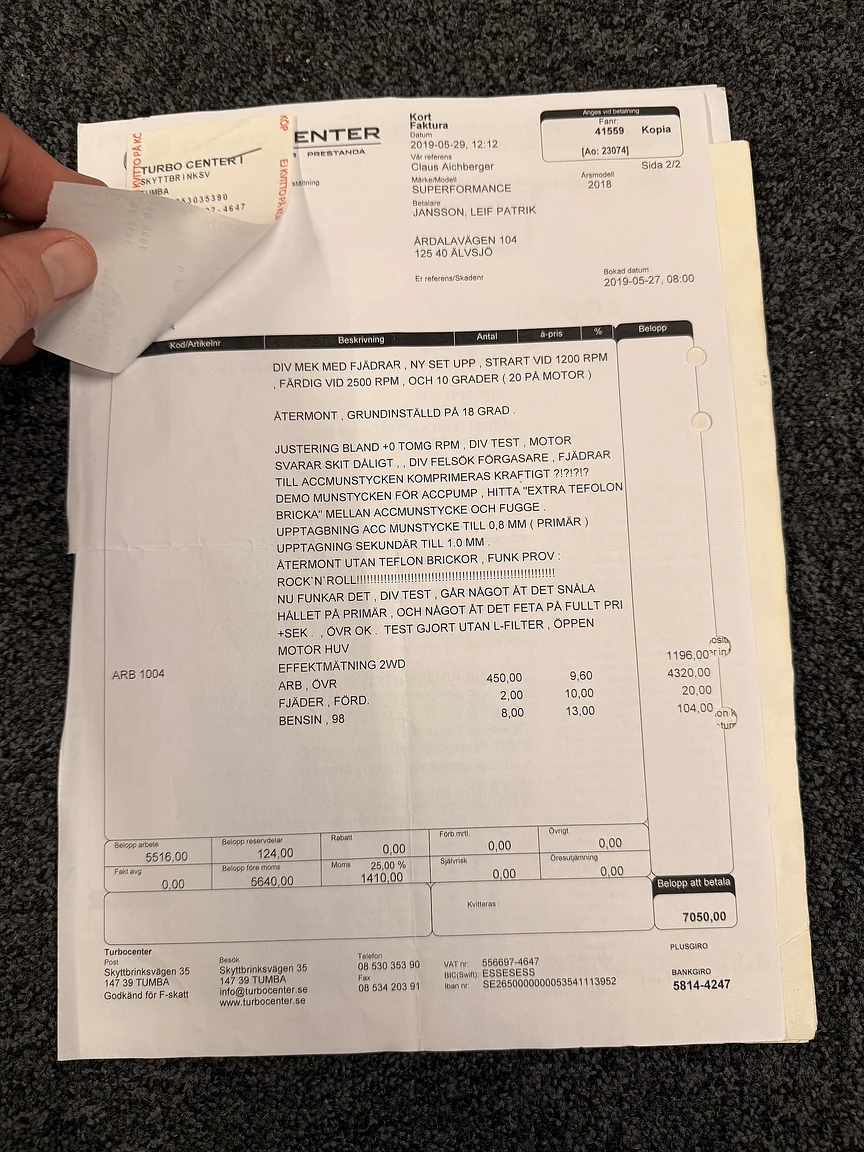 KVITTO PÅ KÖ
KÖP
TURBO CENTER I
SKYTTBRINKSV
TUMBA
53035390
7-4647
ENTER
PRESTANDA
ställning
Kort
Faktura
Datum
2019-05-29, 12:12
Vår referens
Claus Aichberger
Märke/Modell
SUPERFORMANCE
Årsmodell
2018
Betalare
JANSSON, LEIF PATRIK
ÅRDALAVÄGEN 104
125 40 ÄLVSJÖ
Er referens/Skadenr
Anges vid betalning
Fanr:
41559 Kopia
[Ao: 23074]
Sida 2/2
Bokad datum
2019-05-27, 08:00
Kod/Artikelnr Beskrivning Antal à-pris % Belopp
DIV MEK MED FJÄDRAR , NY SET UPP , STRART VID 1200 RPM
, FÄRDIG VID 2500 RPM , OCH 10 GRADER ( 20 PÅ MOTOR )
ÅTERMONT , GRUNDINSTÄLLD PÅ 18 GRAD .
JUSTERING BLAND +0 TOMG RPM , DIV TEST , MOTOR
SVARAR SKIT DÅLIGT , , DIV FELSÖK FÖRGASARE , FJÄDRAR
TILL ACCMUNSTYCKEN KOMPRIMERAS KRAFTIGT ?!?!?!?
DEMO MUNSTYCKEN FÖR ACCPUMP , HITTA "EXTRA TEFOLON
BRICKA" MELLAN ACCMUNSTYCKE OCH FUGGE .
UPPTAGBNING ACC MUNSTYCKE TILL 0,8 MM ( PRIMÄR )
UPPTAGNING SEKUNDÄR TILL 1.0 MM .
ÅTERMONT UTAN TEFLON BRICKOR , FUNK PROV :
ROCK`N`ROLL!!!!!!!!!!!!!!!!!!!!!!!!!!!!!!!!!!!!!!!!!!!!!!!!!!
NU FUNKAR DET , DIV TEST , GÅR NÅGOT ÅT DET SNÅLA
HÅLLET PÅ PRIMÄR , OCH NÅGOT ÅT DET FETA PÅ FULLT PRI
+SEK . , ÖVR OK . TEST GJORT UTAN L-FILTER , ÖPPEN
MOTOR HUV
ARB 1004 EFFEKTMÄTNING 2WD 1196,00
ARB , ÖVR 450,00 9,60 4320,00
FJÄDER , FÖRD. 2,00 10,00 20,00
BENSIN , 98 8,00 13,00 104,00
Belopp arbete 5516,00
Belopp reservdelar 124,00
Rabatt 0,00
Förb.mrtl. 0,00
Övrigt 0,00
Fakt avg 0,00
Belopp före moms 5640,00
Moms 25,00 % 1410,00
Självrisk 0,00
Öresutjämning 0,00
Kvitteras :
Belopp att betala
7050,00
Turbocenter
Post
Skyttbrinksvägen 35
147 39 TUMBA
Godkänd för F-skatt
Besök
Skyttbrinksvägen 35
147 39 TUMBA
info@turbocenter.se
www.turbocenter.se
Telefon
08 530 353 90
Fax
08 534 203 91
VAT nr: 556697-4647
BIC(Swift): ESSESESS
Iban nr: SE2650000000053541113952
PLUSGIRO
BANKGIRO
5814-4247